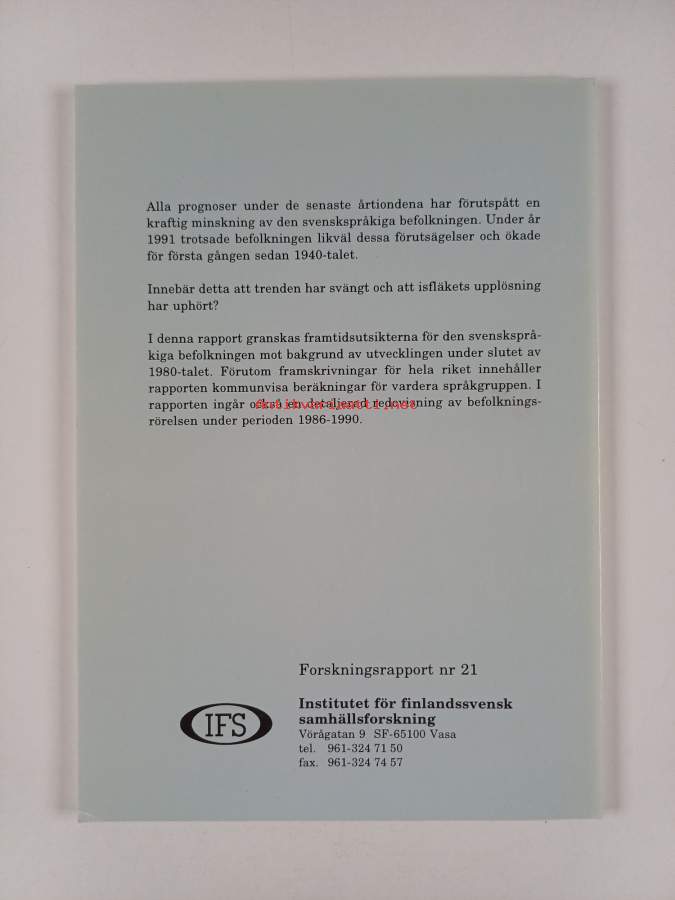 Alla prognoser under de senaste årtiondena har förutspått en
kraftig minskning av den svenskspråkiga befolkningen. Under år
1991 trotsade befolkningen likväl dessa förutsägelser och ökade
för första gången sedan 1940-talet.
Innebär detta att trenden har svängt och att isfläkets upplösning
har uphört?
I denna rapport granskas framtidsutsikterna för den svensksprå-
kiga befolkningen mot bakgrund av utvecklingen under slutet av
1980-talet. Förutom framskrivningar för hela riket innehåller
rapporten kommunvisa beräkningar för vardera språkgruppen. I
rapporten ingår också en detaljerad redovisning av befolknings-
rörelsen under perioden 1986-1990.
Antikvariaatti.net
Forskningsrapport nr 21
IFS
Institutet för finlandssvensk
samhällsforskning
Vörågatan 9 SF-65100 Vasa
tel. 961-324 71 50
fax. 961-324 74 57